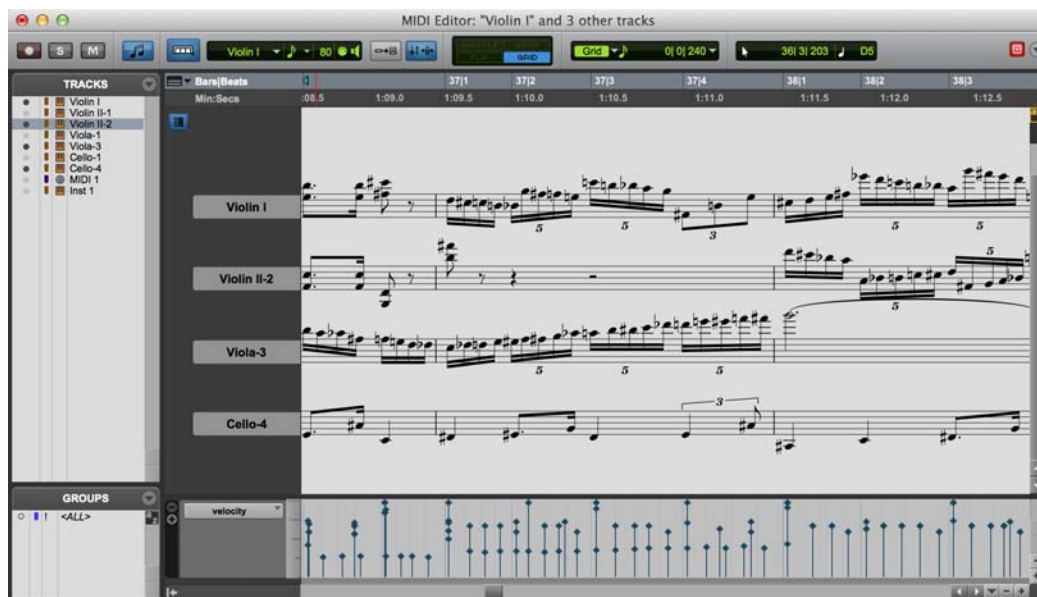 MIDI Editor: "Violin I" and 3 other tracks
S M Violin I 80 GRID Grid 0| 0| 240 36| 3| 203 D5
TRACKS
Violin I
Violin II-1
Violin II-2
Viola-1
Viola-3
Cello-1
Cello-4
MIDI 1
Inst 1
Bars|Beats 37|1 37|2 37|3 37|4 38|1 38|2 38|3
Min:Secs :08.5 1:09.0 1:09.5 1:10.0 1:10.5 1:11.0 1:11.5 1:12.0 1:12.5
Violin I
5 5 3 5 5
Violin II-2
5 5
Viola-3
5 5 5
Cello-4
3
GROUPS
! <ALL>
velocity